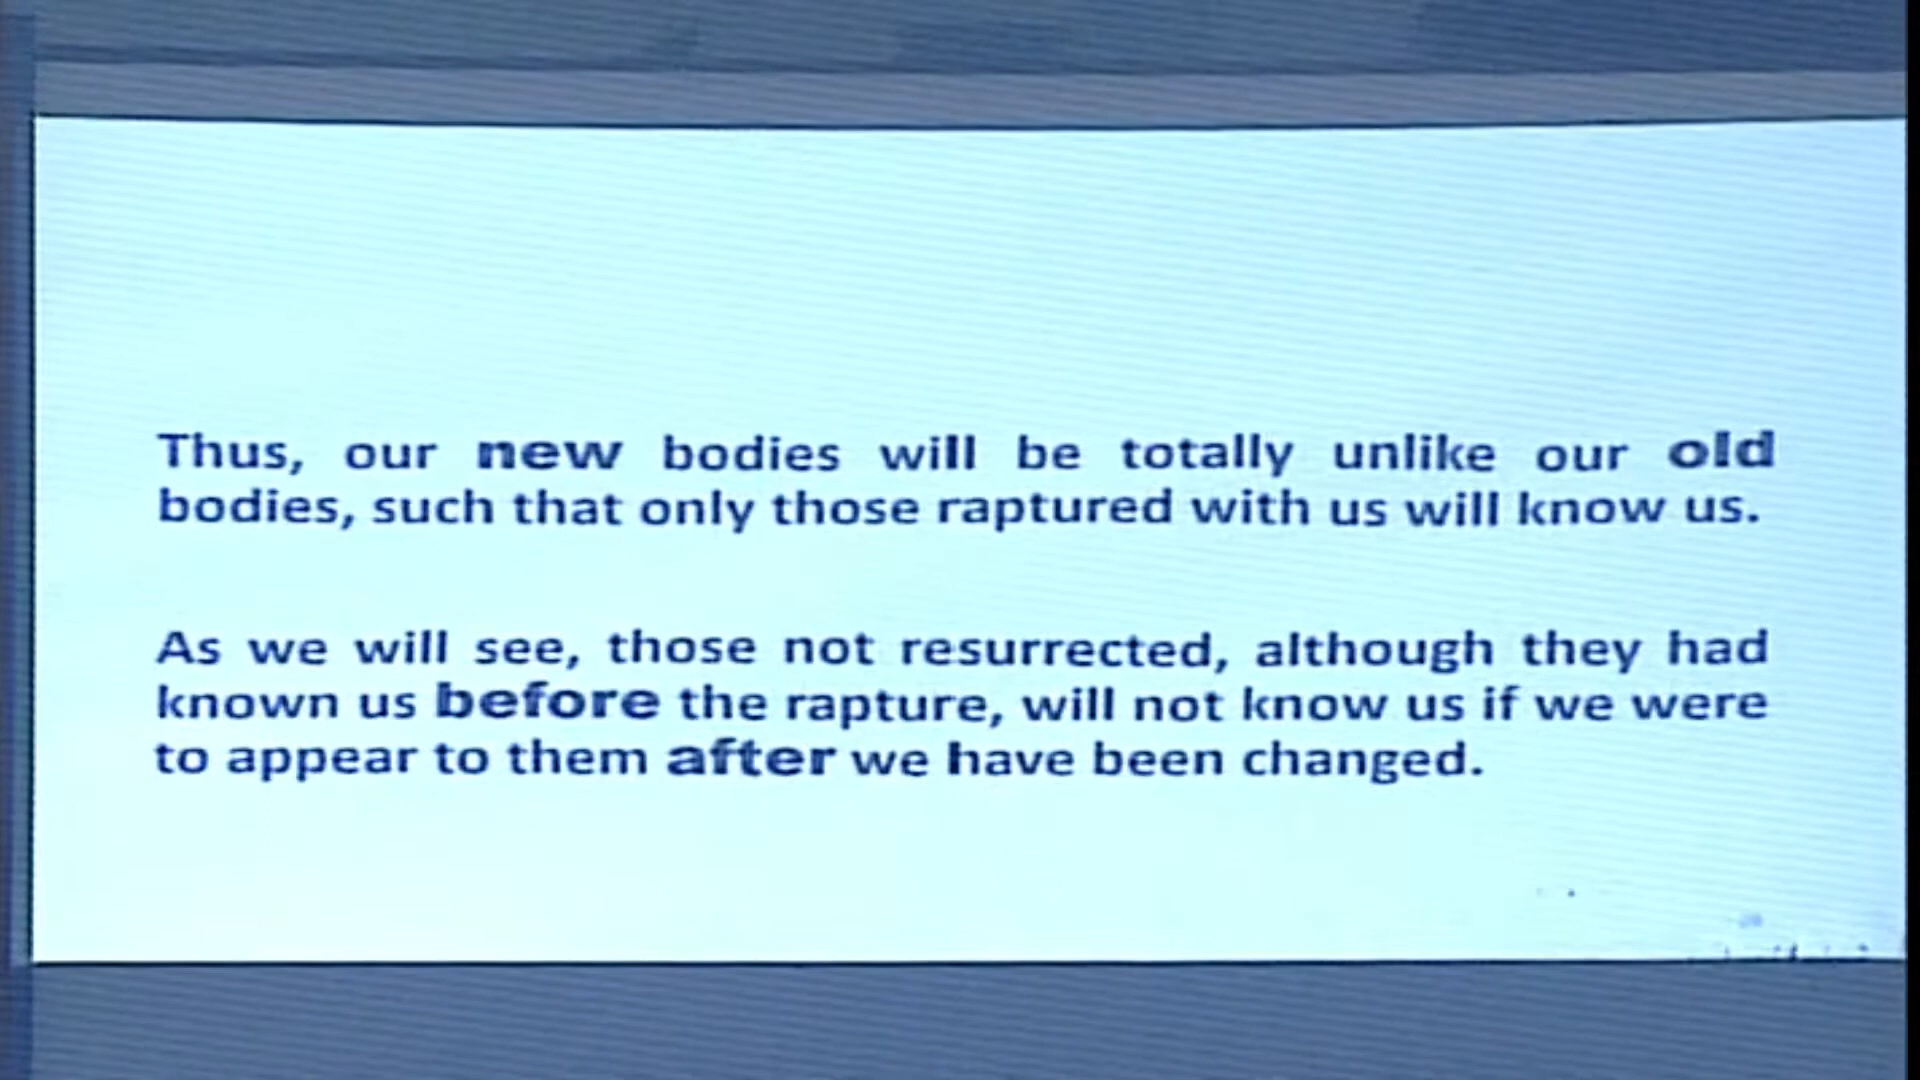 Thus, our new bodies will be totally unlike our old
bodies, such that only those raptured with us will know us.
As we will see, those not resurrected, although they had
known us before the rapture, will not know us if we were
to appear to them after we have been changed.